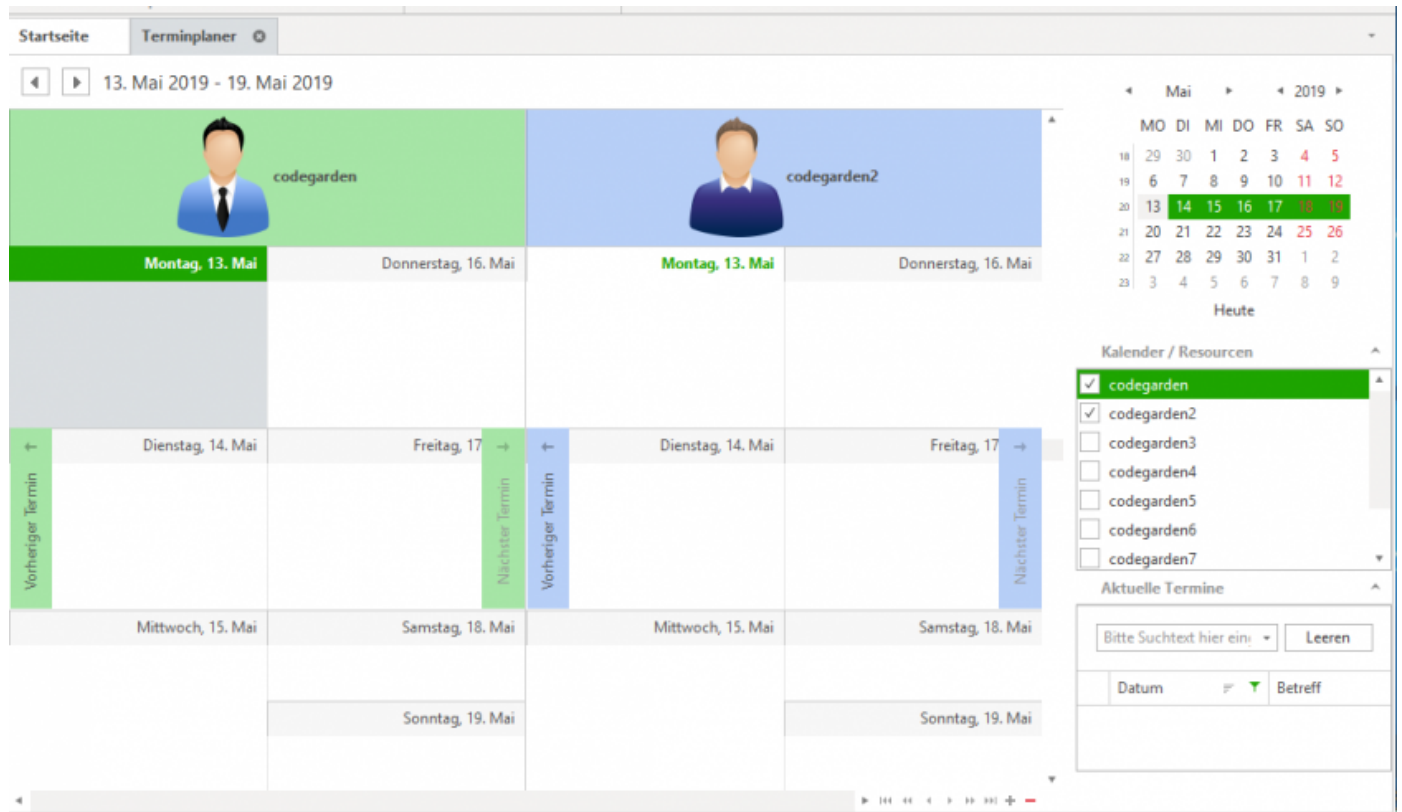 Startseite Terminplaner
13. Mai 2019 - 19. Mai 2019
codegarden codegarden2
Montag, 13. Mai Donnerstag, 16. Mai Montag, 13. Mai Donnerstag, 16. Mai
Dienstag, 14. Mai Freitag, 17 Dienstag, 14. Mai Freitag, 17
Vorheriger Termin Nächster Termin Vorheriger Termin Nächster Termin
Mittwoch, 15. Mai Samstag, 18. Mai Mittwoch, 15. Mai Samstag, 18. Mai
Sonntag, 19. Mai Sonntag, 19. Mai
Mai 2019
MO DI MI DO FR SA SO
18 29 30 1 2 3 4 5
19 6 7 8 9 10 11 12
20 13 14 15 16 17 18 19
21 20 21 22 23 24 25 26
22 27 28 29 30 31 1 2
23 3 4 5 6 7 8 9
Heute
Kalender / Resourcen
codegarden
codegarden2
codegarden3
codegarden4
codegarden5
codegarden6
codegarden7
Aktuelle Termine
Bitte Suchtext hier ein Leeren
Datum Betreff